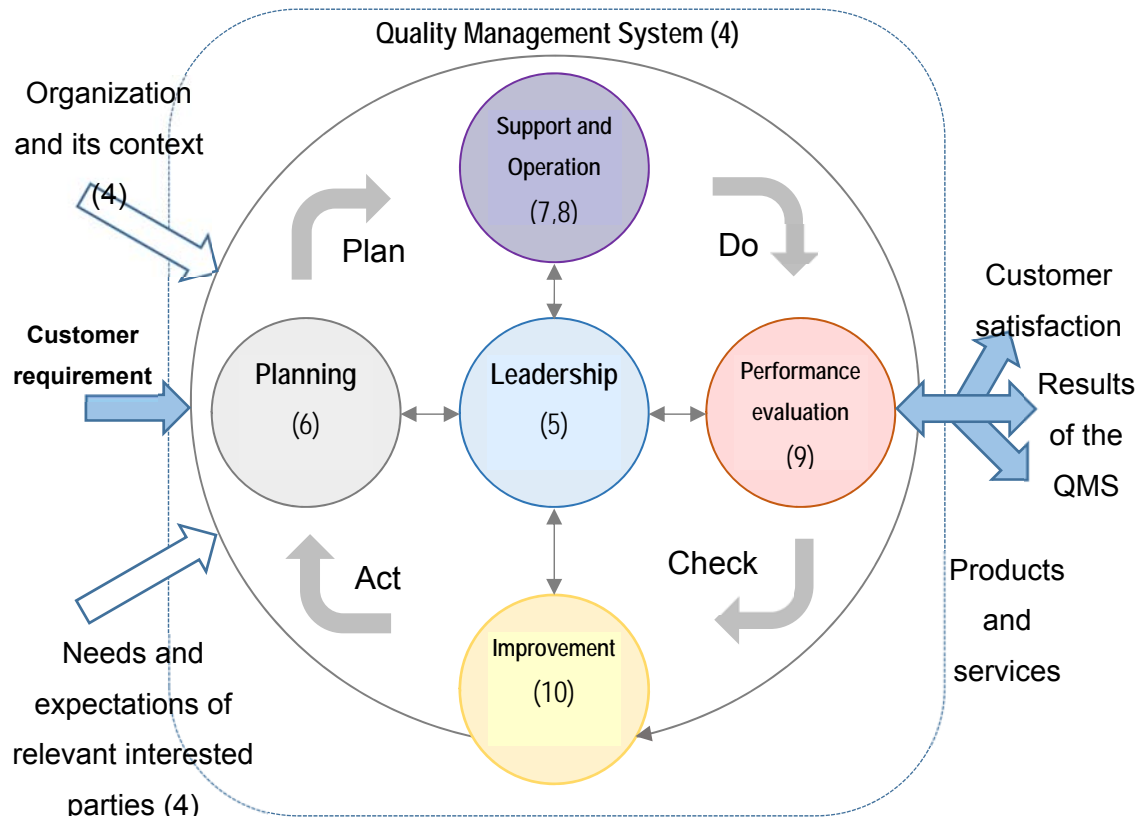 Quality Management System (4)
Organization
and its context
(4)
Support and
Operation
(7,8)
Plan
Do
Customer
requirement
Planning
(6)
Leadership
(5)
Performance
evaluation
(9)
Customer
satisfaction
Results
of the
QMS
Act
Check
Improvement
(10)
Products
and
services
Needs and
expectations of
relevant interested
parties (4)